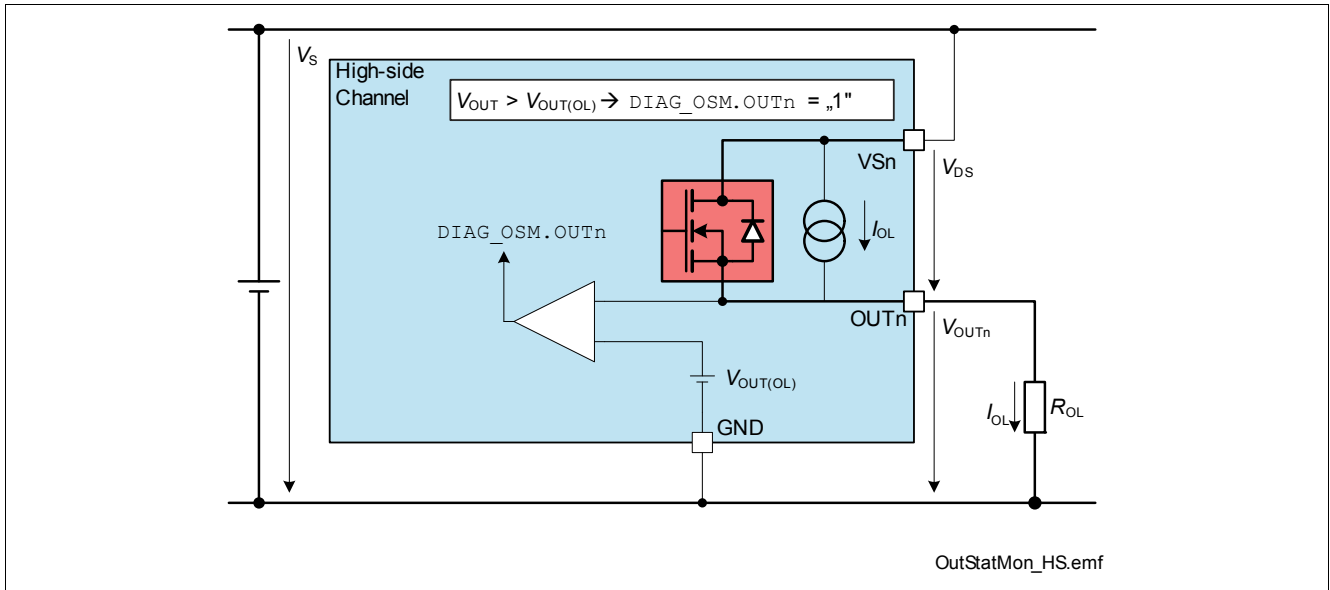 VS
High-side
Channel
VOUT > VOUT(OL) → DIAG_OSM.OUTn = „1"
VSn
VDS
IOL
DIAG_OSM.OUTn
OUTn
VOUTn
VOUT(OL)
IOL
ROL
GND
OutStatMon_HS.emf